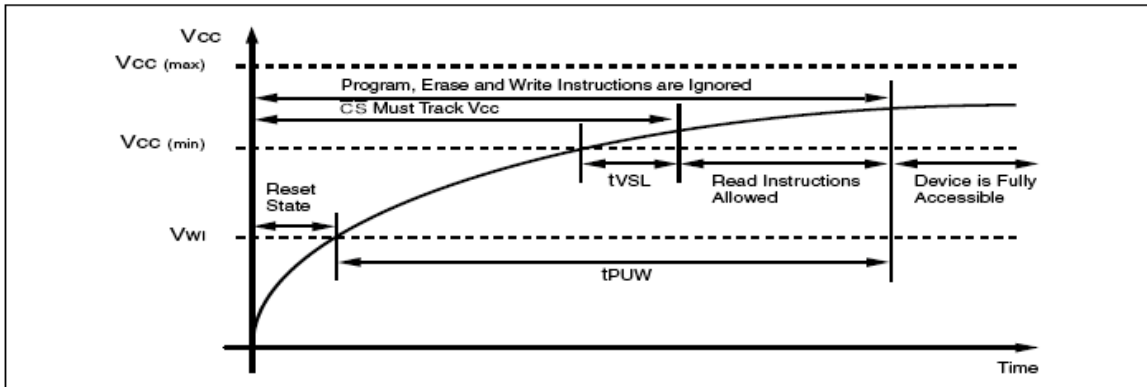 Vcc
Vcc (max)
Program, Erase and Write Instructions are Ignored
CS Must Track Vcc
Vcc (min)
tVSL
Read Instructions
Allowed
Device is Fully
Accessible
Reset
State
VWI
tPUW
Time